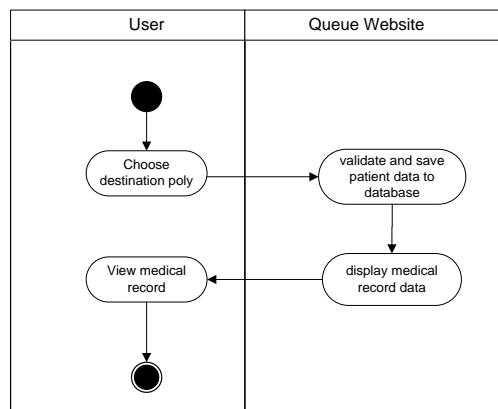 User
Queue Website
Choose
destination poly
validate and save
patient data to
database
View medical
record
display medical
record data